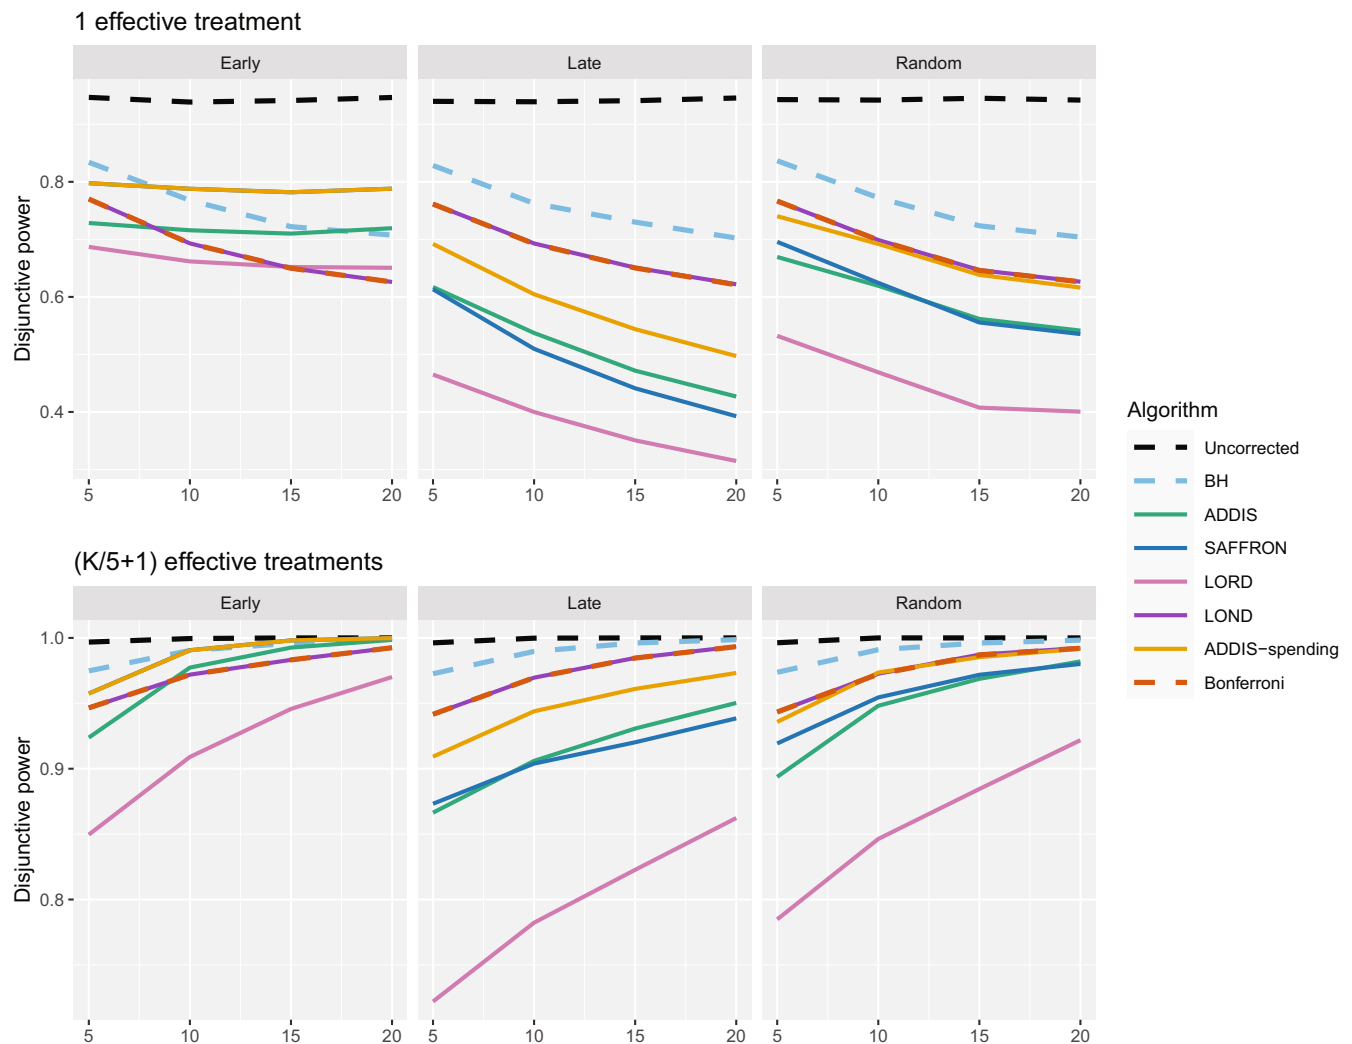 1 effective treatment
Early
Late
Random
Disjunctive power
0.8
0.6
0.4
5 10 15 20
5 10 15 20
5 10 15 20
(K/5+1) effective treatments
Early
Late
Random
Disjunctive power
1.0
0.9
0.8
5 10 15 20
5 10 15 20
5 10 15 20
Algorithm
Uncorrected
BH
ADDIS
SAFFRON
LORD
LOND
ADDIS−spending
Bonferroni